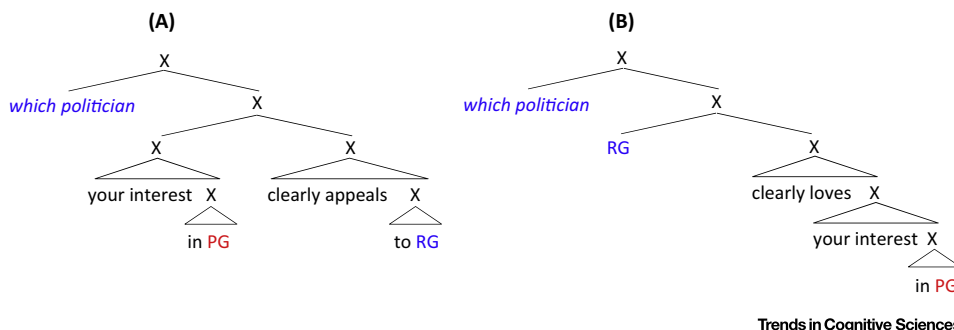 (A) (B)
X X
which politician X which politician X
X X RG X
your interest X clearly appeals X clearly loves X
in PG to RG your interest X
in PG
Trends in Cognitive Sciences